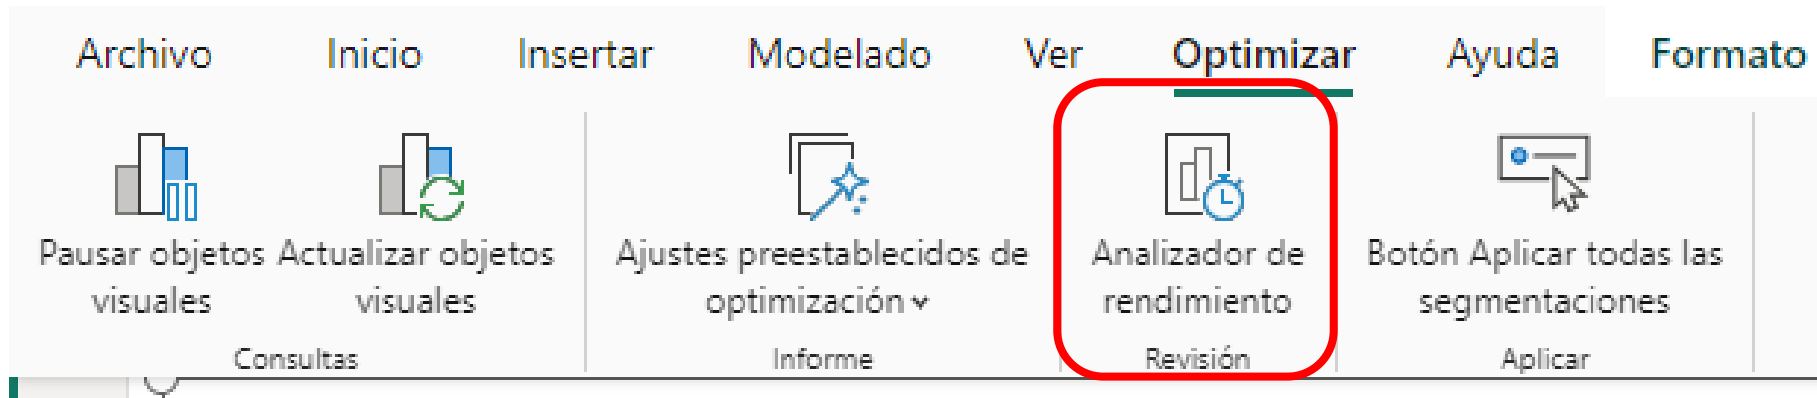 Archivo Inicio Insertar Modelado Ver Optimizar Ayuda Formato
Pausar objetos visuales
Actualizar objetos visuales
Ajustes preestablecidos de optimización
Analizador de rendimiento
Botón Aplicar todas las segmentaciones
Consultas Informe Revisión Aplicar